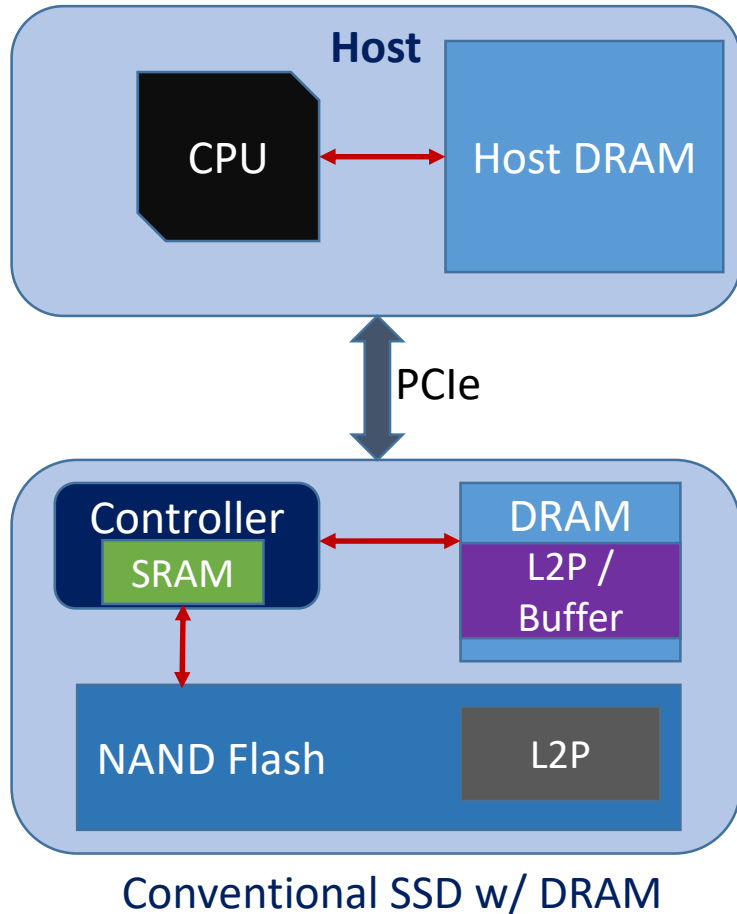 Host
CPU
Host DRAM
PCIe
Controller
SRAM
DRAM
L2P /
Buffer
NAND Flash
L2P
Conventional SSD w/ DRAM